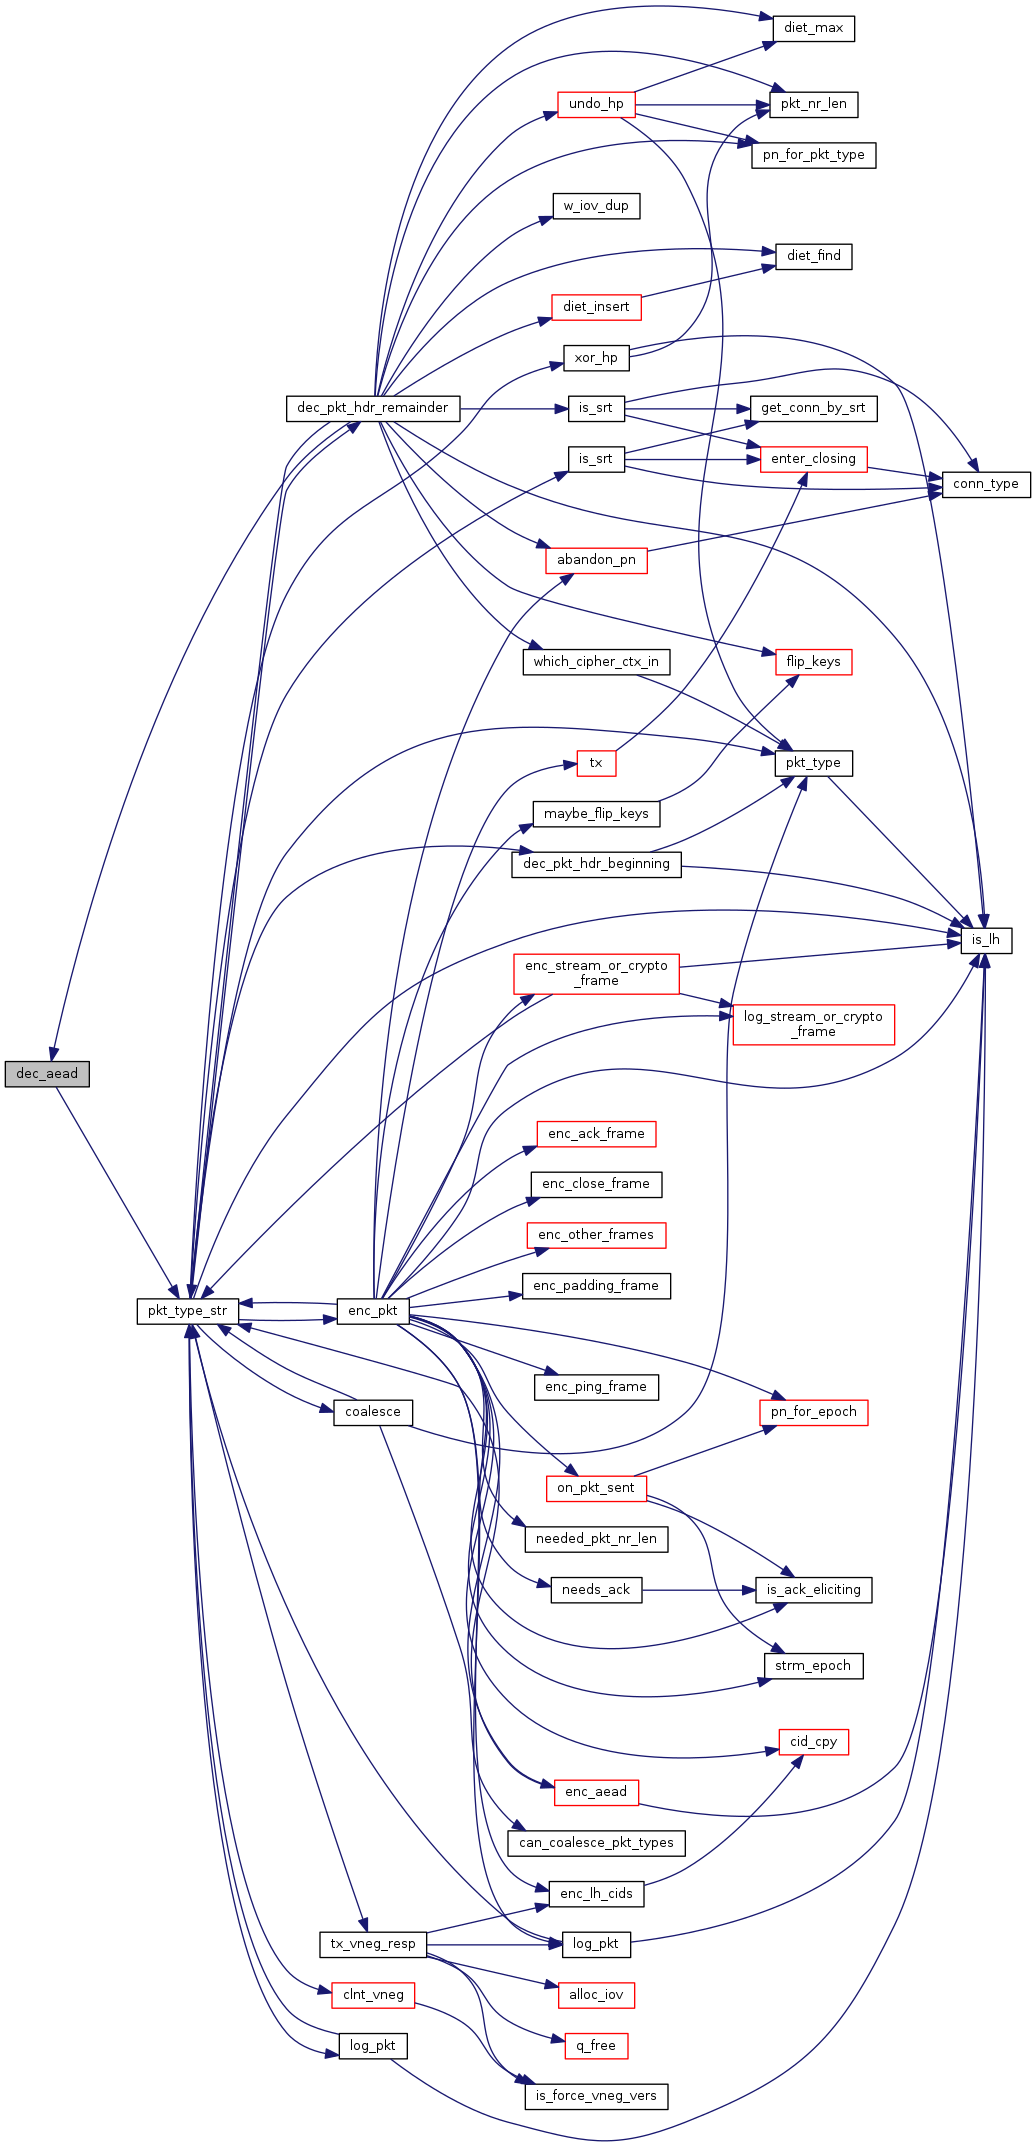 diet_max
undo_hp
pkt_nr_len
pn_for_pkt_type
w_iov_dup
diet_find
diet_insert
xor_hp
dec_pkt_hdr_remainder
is_srt
get_conn_by_srt
is_srt
enter_closing
conn_type
abandon_pn
which_cipher_ctx_in
flip_keys
tx
pkt_type
maybe_flip_keys
dec_pkt_hdr_beginning
is_lh
enc_stream_or_crypto
_frame
log_stream_or_crypto
_frame
dec_aead
enc_ack_frame
enc_close_frame
enc_other_frames
enc_padding_frame
pkt_type_str
enc_pkt
enc_ping_frame
coalesce
pn_for_epoch
on_pkt_sent
needed_pkt_nr_len
needs_ack
is_ack_eliciting
strm_epoch
cid_cpy
enc_aead
can_coalesce_pkt_types
enc_lh_cids
tx_vneg_resp
log_pkt
clnt_vneg
alloc_iov
log_pkt
q_free
is_force_vneg_vers